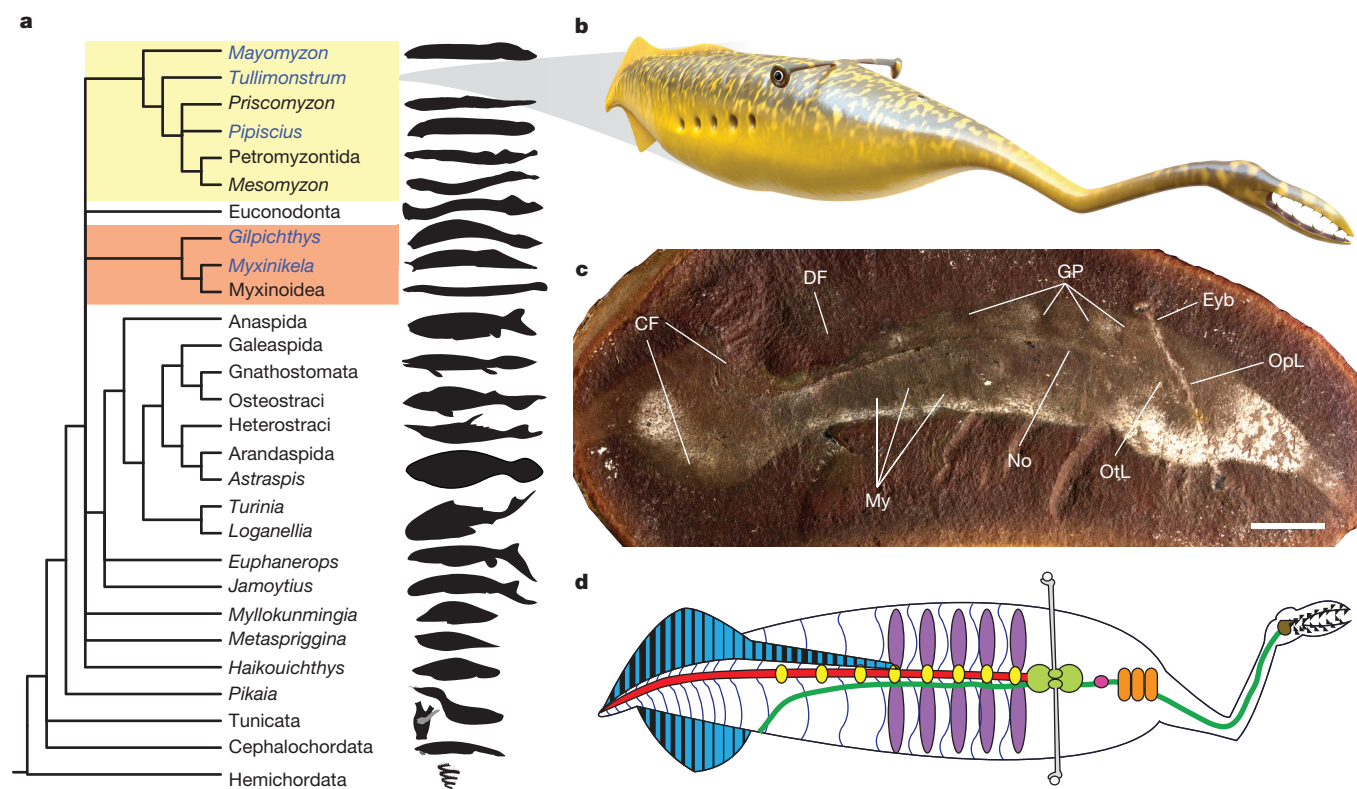 a
Mayomyzon
Tullimonstrum
Priscomyzon
Pipiscius
Petromyzontida
Mesomyzon
Euconodonta
Gilpichthys
Myxinikela
Myxinoidea
Anaspida
Galeaspida
Gnathostomata
Osteostraci
Heterostraci
Arandaspida
Astraspis
Turinia
Loganellia
Euphanerops
Jamoytius
Myllokunmingia
Metaspriggina
Haikouichthys
Pikaia
Tunicata
Cephalochordata
Hemichordata
b
c
DF
GP
Eyb
CF
OpL
My
No
OtL
d